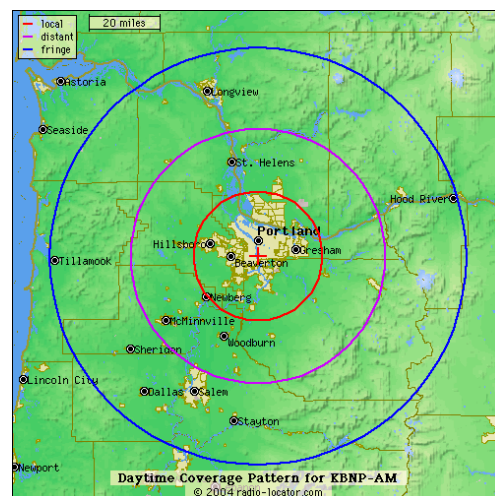 local
distant
fringe
20 miles
Astoria
Longview
Seaside
St. Helens
Hood River
Portland
Hillsboro
Gresham
Beaverton
Tillamook
Newberg
McMinnville
Woodburn
Sheridan
Lincoln City
Dallas
Salem
Stayton
Newport
Daytime Coverage Pattern for KBNP-AM
© 2004 radio-locator.com